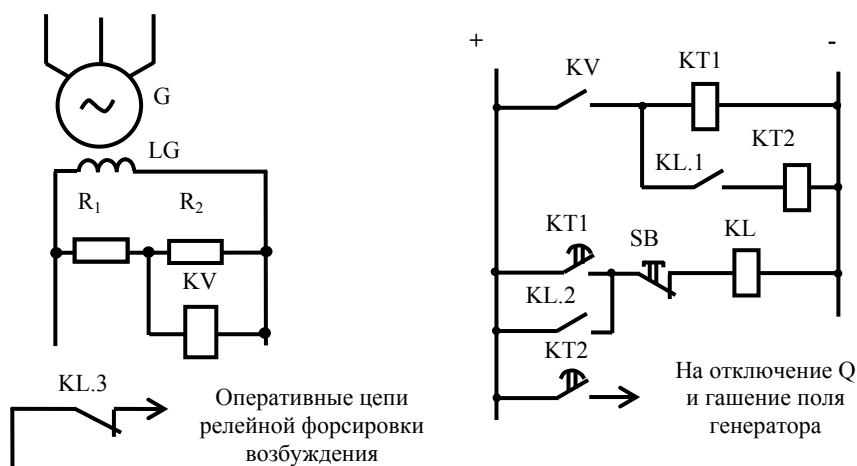 G
LG
R₁
R₂
KV
KL.3
Оперативные цепи
релейной форсировки
возбуждения
+
-
KV
KT1
KL.1
KT2
KT1
SB
KL
KL.2
KT2
На отключение Q
и гашение поля
генератора